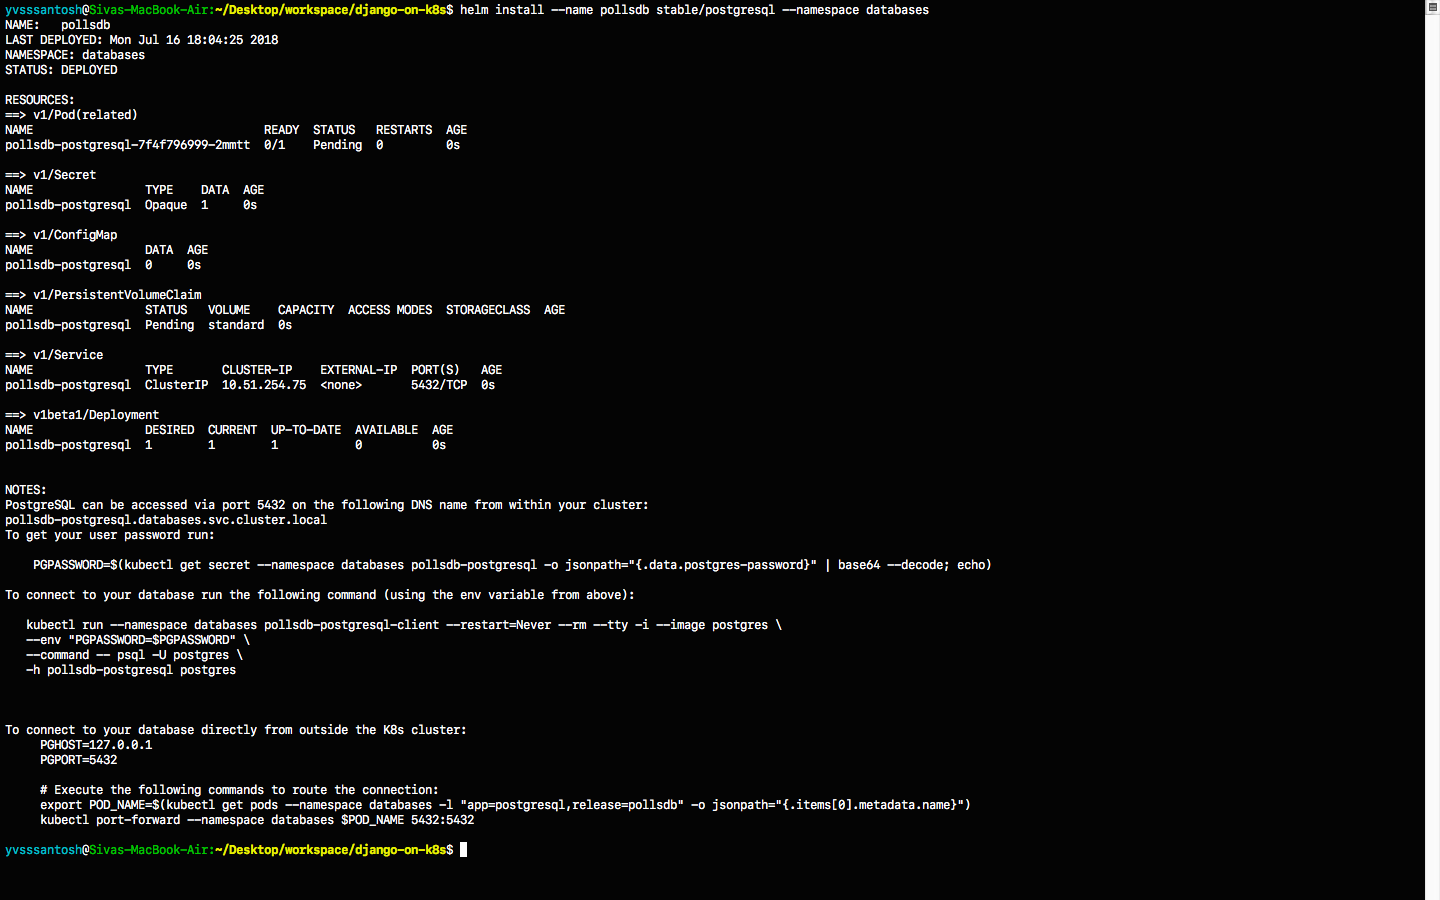 yvsssantosh@Sivas-MacBook-Air:~/Desktop/workspace/django-on-k8s$ helm install --name pollsdb stable/postgresql --namespace databases
NAME:   pollsdb
LAST DEPLOYED: Mon Jul 16 18:04:25 2018
NAMESPACE: databases
STATUS: DEPLOYED

RESOURCES:
==> v1/Pod(related)
NAME                                 READY  STATUS   RESTARTS  AGE
pollsdb-postgresql-7f4f796999-2mmtt  0/1    Pending  0         0s

==> v1/Secret
NAME                TYPE    DATA  AGE
pollsdb-postgresql  Opaque  1     0s

==> v1/ConfigMap
NAME                DATA  AGE
pollsdb-postgresql  0     0s

==> v1/PersistentVolumeClaim
NAME                STATUS   VOLUME    CAPACITY  ACCESS MODES  STORAGECLASS  AGE
pollsdb-postgresql  Pending  standard  0s

==> v1/Service
NAME                TYPE       CLUSTER-IP    EXTERNAL-IP  PORT(S)   AGE
pollsdb-postgresql  ClusterIP  10.51.254.75  <none>       5432/TCP  0s

==> v1beta1/Deployment
NAME                DESIRED  CURRENT  UP-TO-DATE  AVAILABLE  AGE
pollsdb-postgresql  1        1        1           0          0s


NOTES:
PostgreSQL can be accessed via port 5432 on the following DNS name from within your cluster:
pollsdb-postgresql.databases.svc.cluster.local
To get your user password run:

    PGPASSWORD=$(kubectl get secret --namespace databases pollsdb-postgresql -o jsonpath="{.data.postgres-password}" | base64 --decode; echo)

To connect to your database run the following command (using the env variable from above):

   kubectl run --namespace databases pollsdb-postgresql-client --restart=Never --rm --tty -i --image postgres \
   --env "PGPASSWORD=$PGPASSWORD" \
   --command -- psql -U postgres \
   -h pollsdb-postgresql postgres



To connect to your database directly from outside the K8s cluster:
     PGHOST=127.0.0.1
     PGPORT=5432

     # Execute the following commands to route the connection:
     export POD_NAME=$(kubectl get pods --namespace databases -l "app=postgresql,release=pollsdb" -o jsonpath="{.items[0].metadata.name}")
     kubectl port-forward --namespace databases $POD_NAME 5432:5432

yvsssantosh@Sivas-MacBook-Air:~/Desktop/workspace/django-on-k8s$